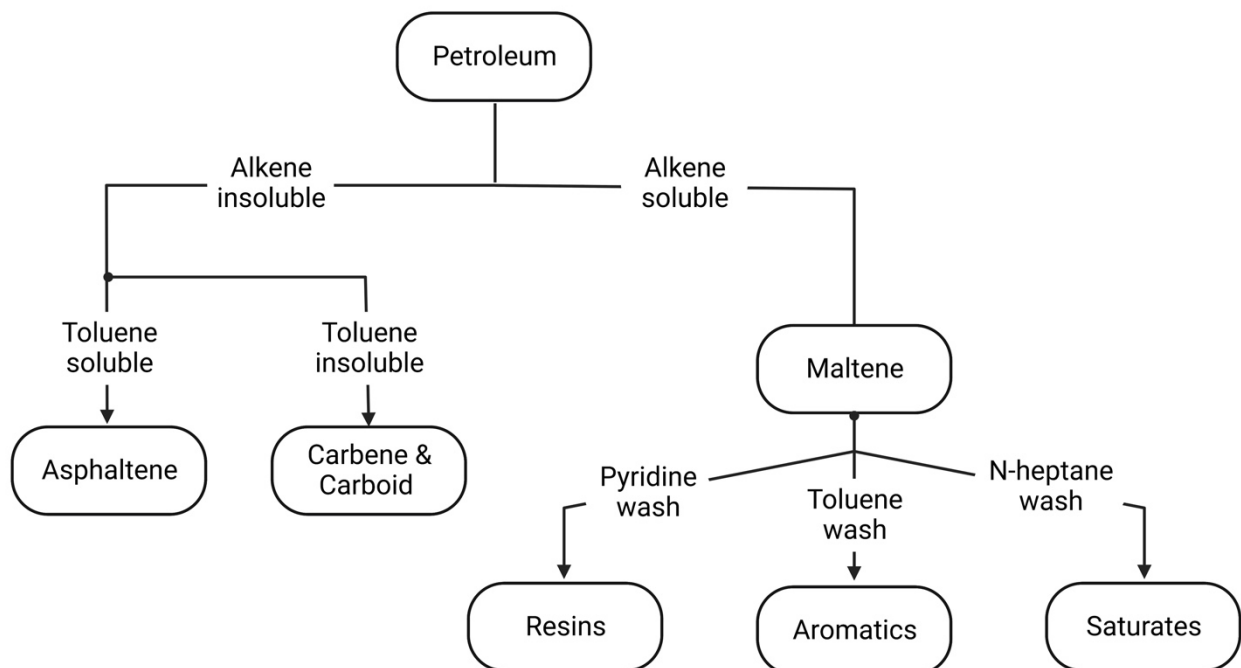 Petroleum
Alkene
insoluble
Alkene
soluble
Toluene
soluble
Toluene
insoluble
Maltene
Asphaltene
Carbene &
Carboid
Pyridine
wash
Toluene
wash
N-heptane
wash
Resins
Aromatics
Saturates